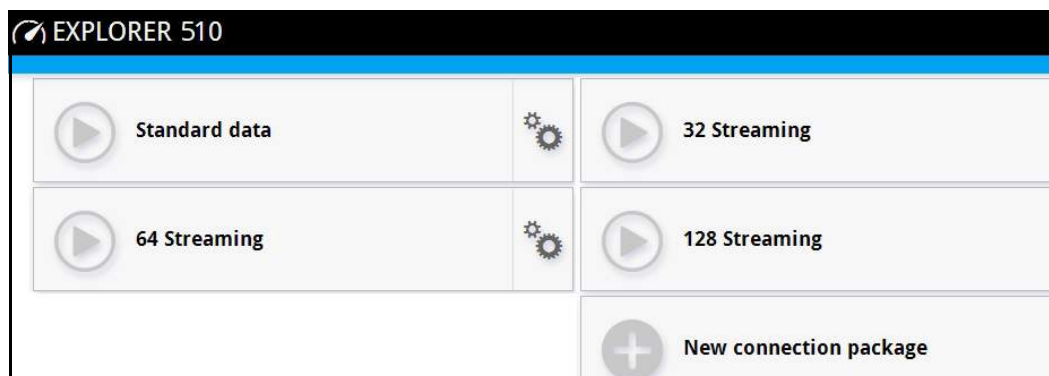 EXPLORER 510
Standard data
32 Streaming
64 Streaming
128 Streaming
New connection package